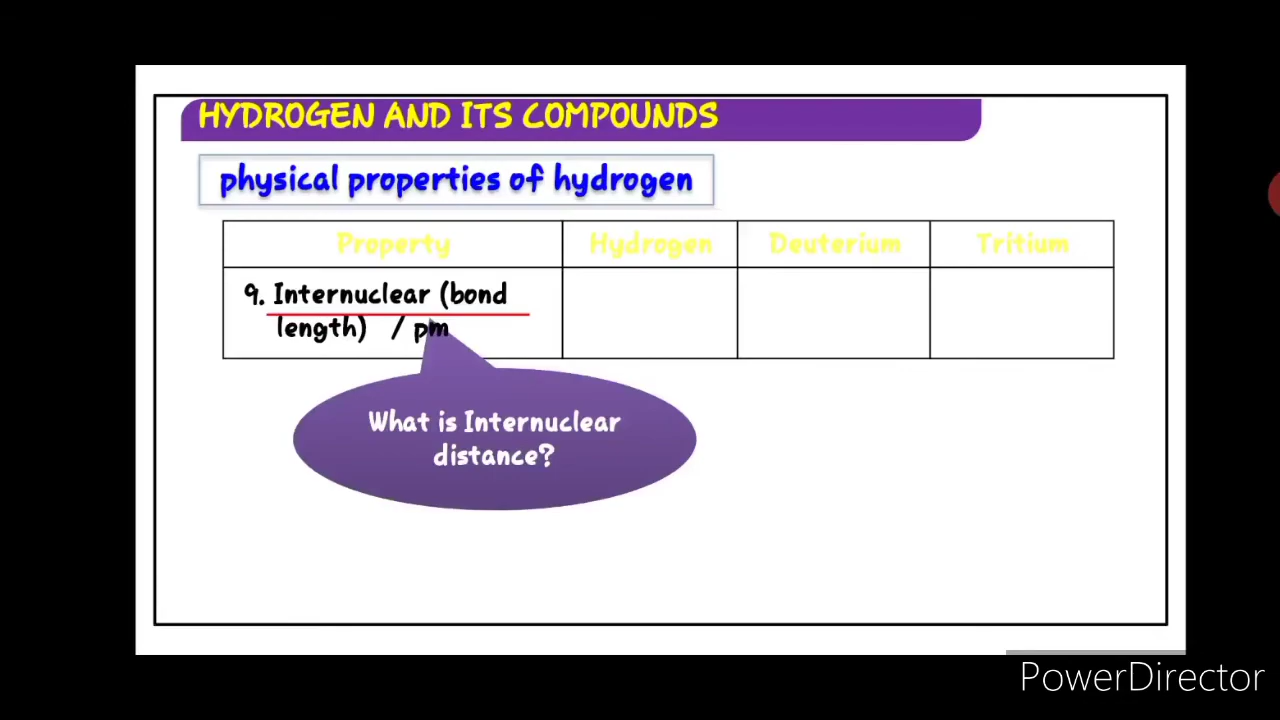 HYDROGEN AND ITS COMPOUNDS
physical properties of hydrogen
Property Hydrogen Deuterium Tritium
9. Internuclear (bond
length) / pm
What is Internuclear
distance?
PowerDirector